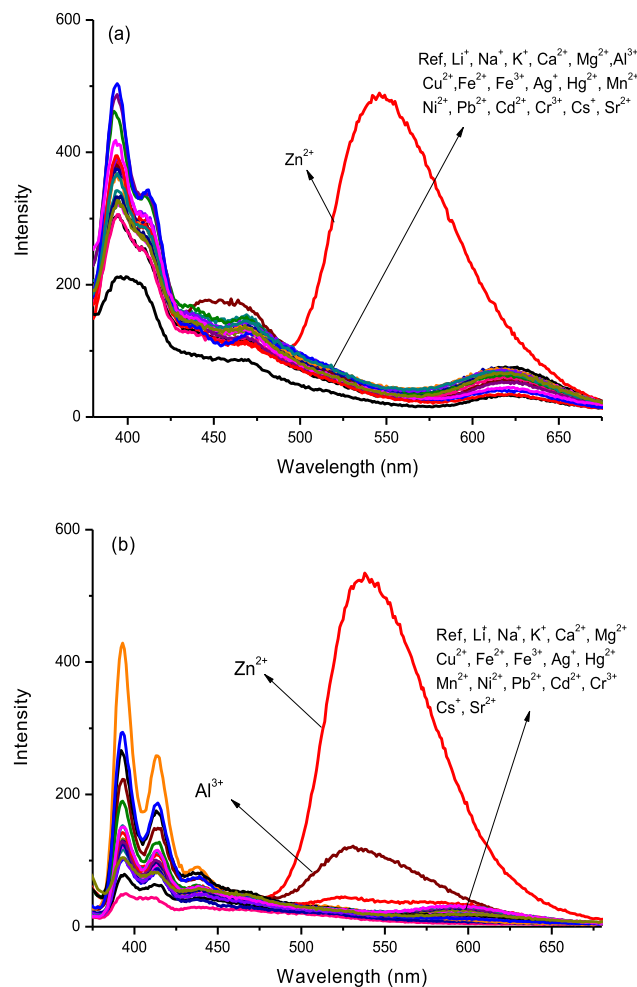 600
(a)
Ref, Li⁺, Na⁺, K⁺, Ca²⁺, Mg²⁺,Al³⁺
Cu²⁺,Fe²⁺, Fe³⁺, Ag⁺, Hg²⁺, Mn²⁺
Ni²⁺, Pb²⁺, Cd²⁺, Cr³⁺, Cs⁺, Sr²⁺
Zn²⁺
400
Intensity
200
0
400
450
500
550
600
650
Wavelength (nm)
600
(b)
Ref, Li⁺, Na⁺, K⁺, Ca²⁺, Mg²⁺
Cu²⁺, Fe²⁺, Fe³⁺, Ag⁺, Hg²⁺
Mn²⁺, Ni²⁺, Pb²⁺, Cd²⁺, Cr³⁺
Cs⁺, Sr²⁺
Zn²⁺
400
Intensity
Al³⁺
200
0
400
450
500
550
600
650
Wavelength (nm)